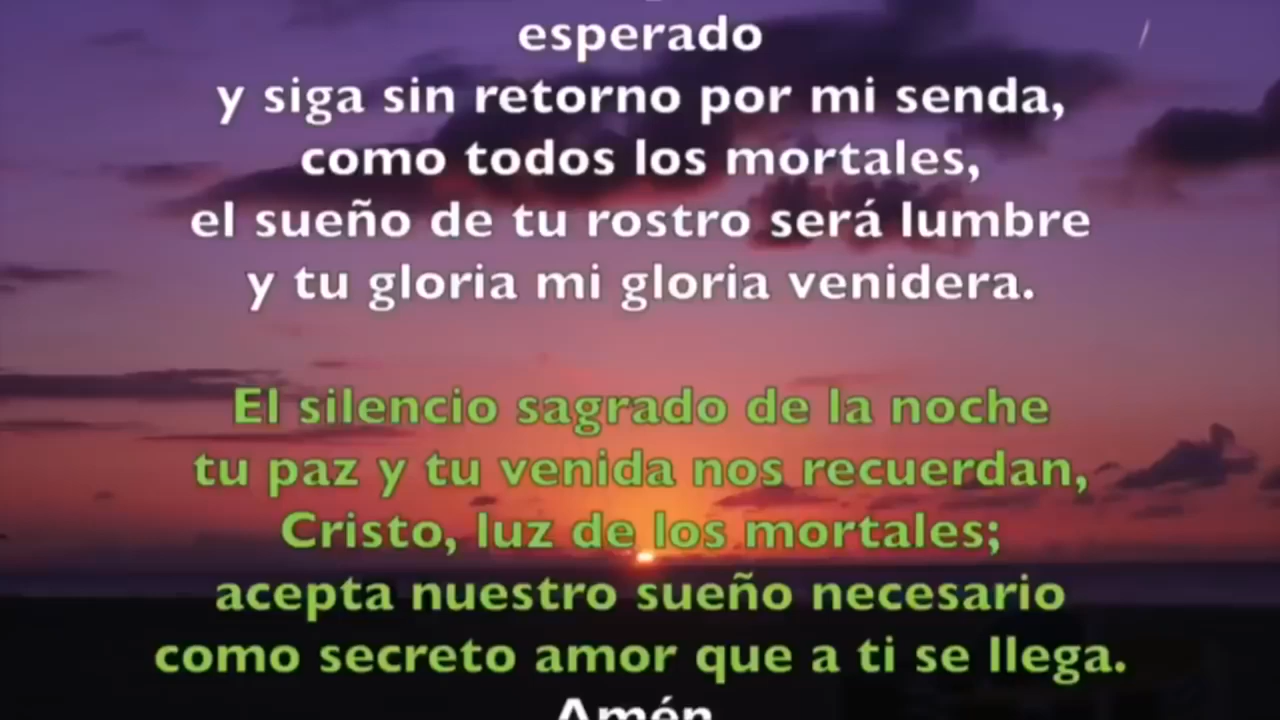 esperado
y siga sin retorno por mi senda,
como todos los mortales,
el sueño de tu rostro será lumbre
y tu gloria mi gloria venidera.
El silencio sagrado de la noche
tu paz y tu venida nos recuerdan,
Cristo, luz de los mortales;
acepta nuestro sueño necesario
como secreto amor que a ti se llega.
Amén